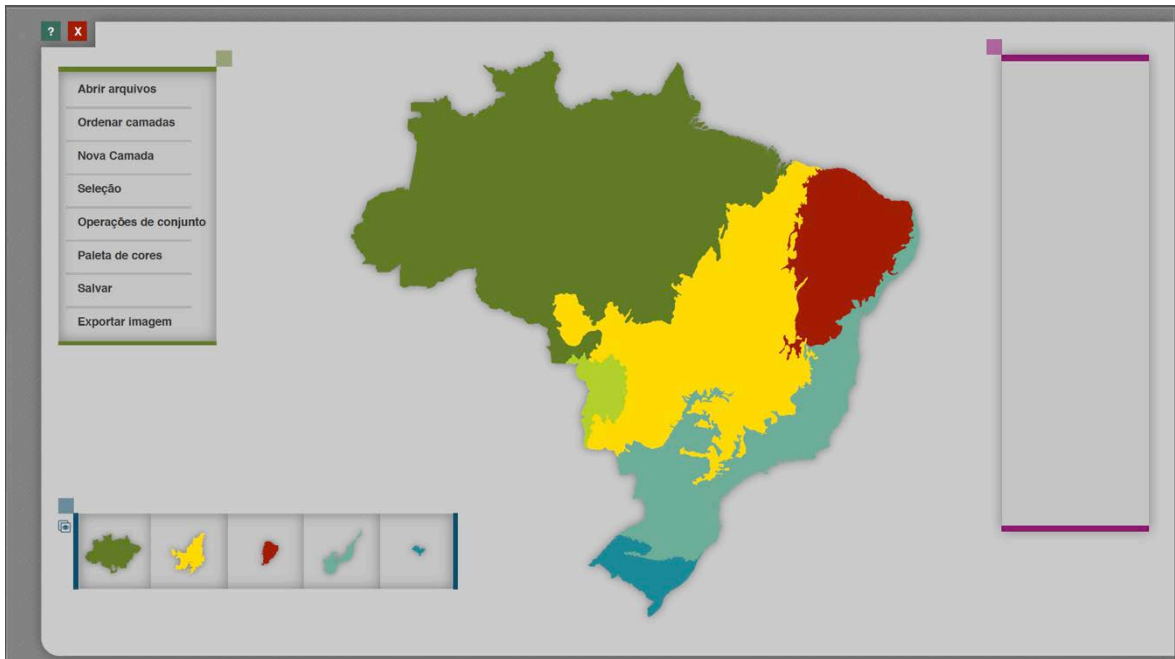 ? X
Abrir arquivos
Ordenar camadas
Nova Camada
Seleção
Operações de conjunto
Paleta de cores
Salvar
Exportar imagem